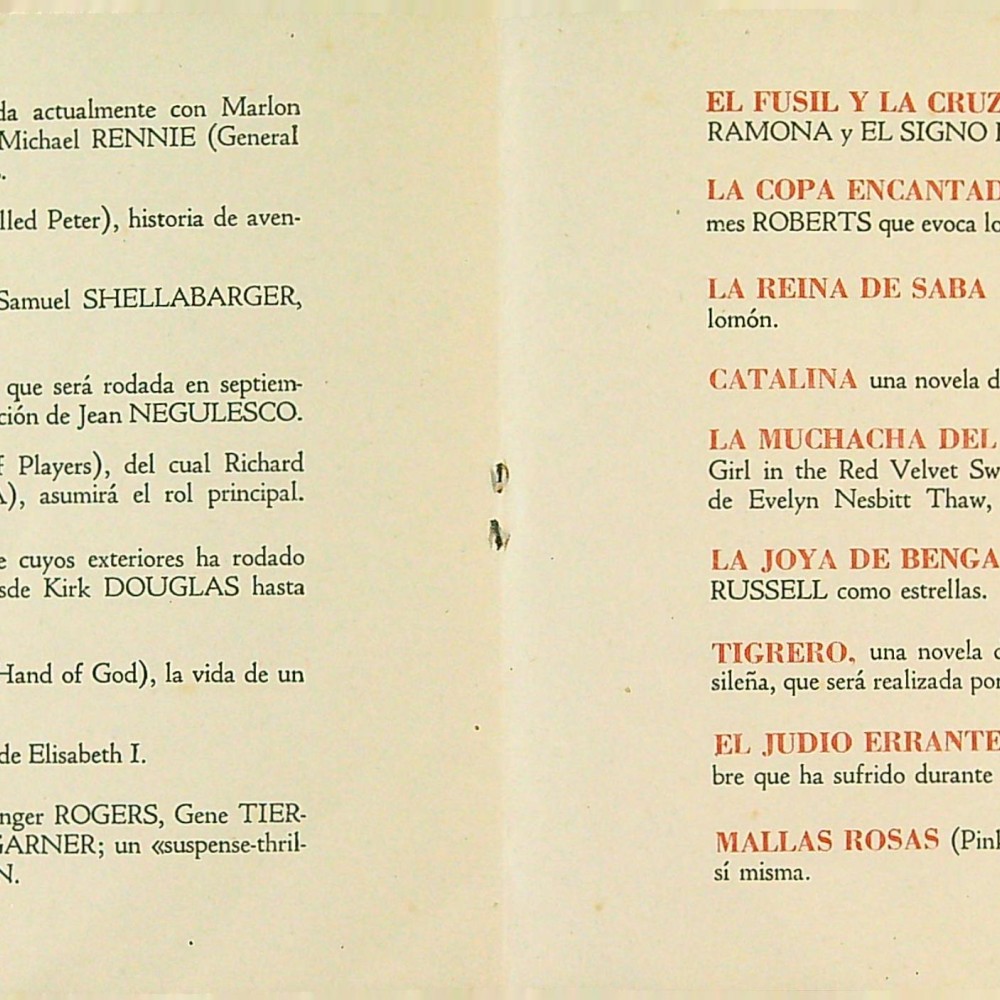 da actualmente con Marlon
Michael RENNIE (General
.
lled Peter), historia de aven-
Samuel SHELLABARGER,
que será rodada en septiem-
ción de Jean NEGULESCO.
f Players), del cual Richard
A), asumirá el rol principal.
e cuyos exteriores ha rodado
sde Kirk DOUGLAS hasta
Hand of God), la vida de un
de Elisabeth I.
nger ROGERS, Gene TIER-
GARNER; un «suspense-thril-
N.
EL FUSIL Y LA CRUZ
RAMONA y EL SIGNO
LA COPA ENCANTAD
mes ROBERTS que evoca lo
LA REINA DE SABA
lomón.
CATALINA una novela d
LA MUCHACHA DEL
Girl in the Red Velvet Sw
de Evelyn Nesbitt Thaw,
LA JOYA DE BENGA
RUSSELL como estrellas.
TIGRERO, una novela
sileña, que será realizada por
EL JUDIO ERRANTE
bre que ha sufrido durante
MALLAS ROSAS (Pink
sí misma.